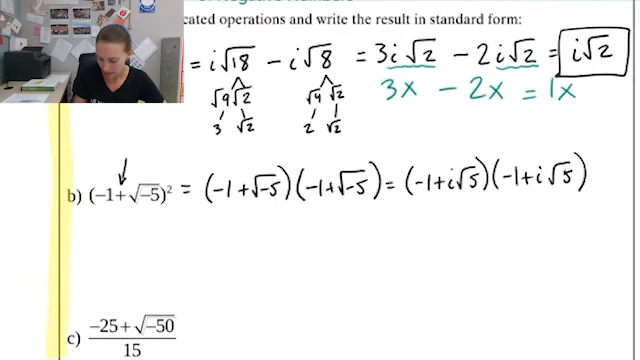 cated operations and write the result in standard form:
= i√18 − i√8 = 3i√2 − 2i√2 = i√2
√9 √2 √4 √2 3x − 2x = 1x
3 √2 2 √2
b) (−1+√−5)² = (−1+√−5)(−1+√−5) = (−1+i√5)(−1+i√5)
c) −25+√−50
15